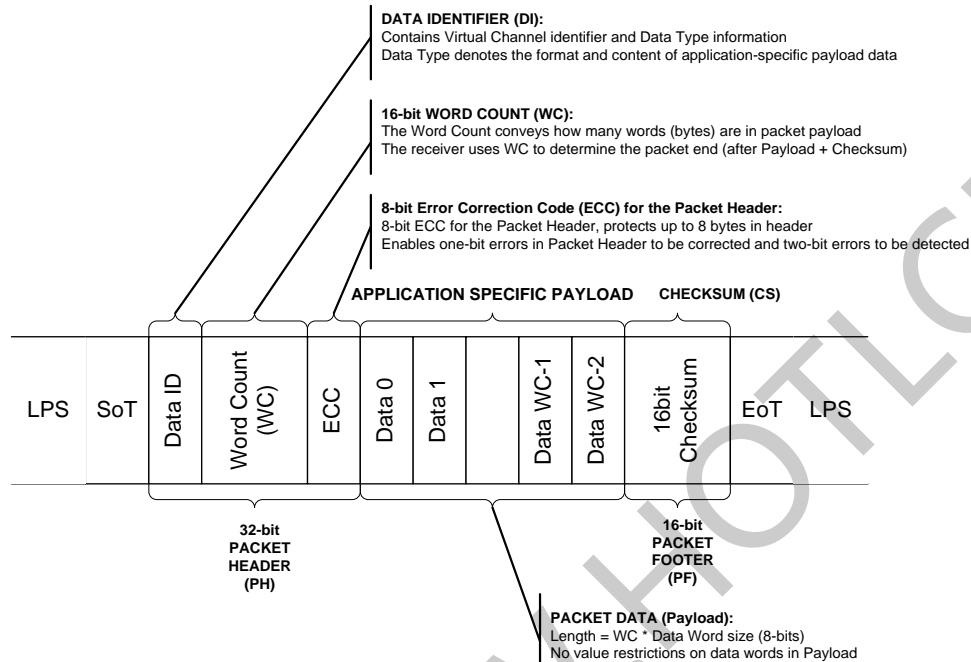 DATA IDENTIFIER (DI):
Contains Virtual Channel identifier and Data Type information
Data Type denotes the format and content of application-specific payload data
16-bit WORD COUNT (WC):
The Word Count conveys how many words (bytes) are in packet payload
The receiver uses WC to determine the packet end (after Payload + Checksum)
8-bit Error Correction Code (ECC) for the Packet Header:
8-bit ECC for the Packet Header, protects up to 8 bytes in header
Enables one-bit errors in Packet Header to be corrected and two-bit errors to be detected
APPLICATION SPECIFIC PAYLOAD
CHECKSUM (CS)
LPS
SoT
Data ID
Word Count
(WC)
ECC
Data 0
Data 1
Data WC-1
Data WC-2
16bit
Checksum
EoT
LPS
32-bit
PACKET
HEADER
(PH)
16-bit
PACKET
FOOTER
(PF)
PACKET DATA (Payload):
Length = WC * Data Word size (8-bits)
No value restrictions on data words in Payload